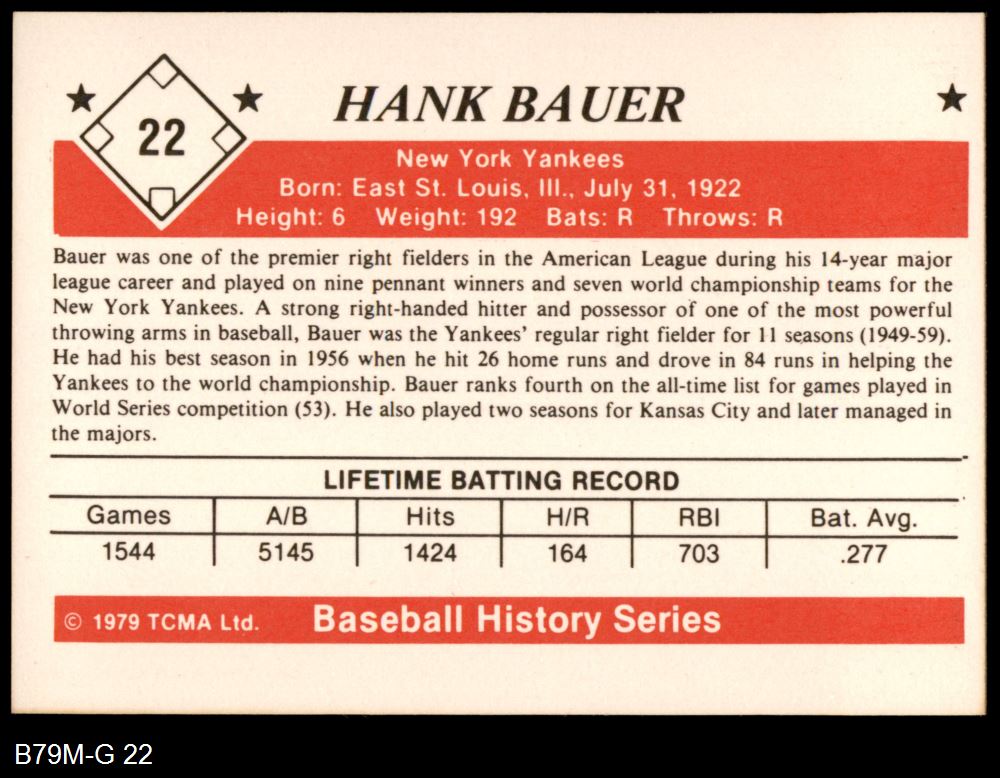 22
HANK BAUER
New York Yankees
Born: East St. Louis, Ill., July 31, 1922
Height: 6 Weight: 192 Bats: R Throws: R
Bauer was one of the premier right fielders in the American League during his 14-year major
league career and played on nine pennant winners and seven world championship teams for the
New York Yankees. A strong right-handed hitter and possessor of one of the most powerful
throwing arms in baseball, Bauer was the Yankees' regular right fielder for 11 seasons (1949-59).
He had his best season in 1956 when he hit 26 home runs and drove in 84 runs in helping the
Yankees to the world championship. Bauer ranks fourth on the all-time list for games played in
World Series competition (53). He also played two seasons for Kansas City and later managed in
the majors.
LIFETIME BATTING RECORD
Games A/B Hits H/R RBI Bat. Avg.
1544 5145 1424 164 703 .277
© 1979 TCMA Ltd. Baseball History Series
B79M-G 22